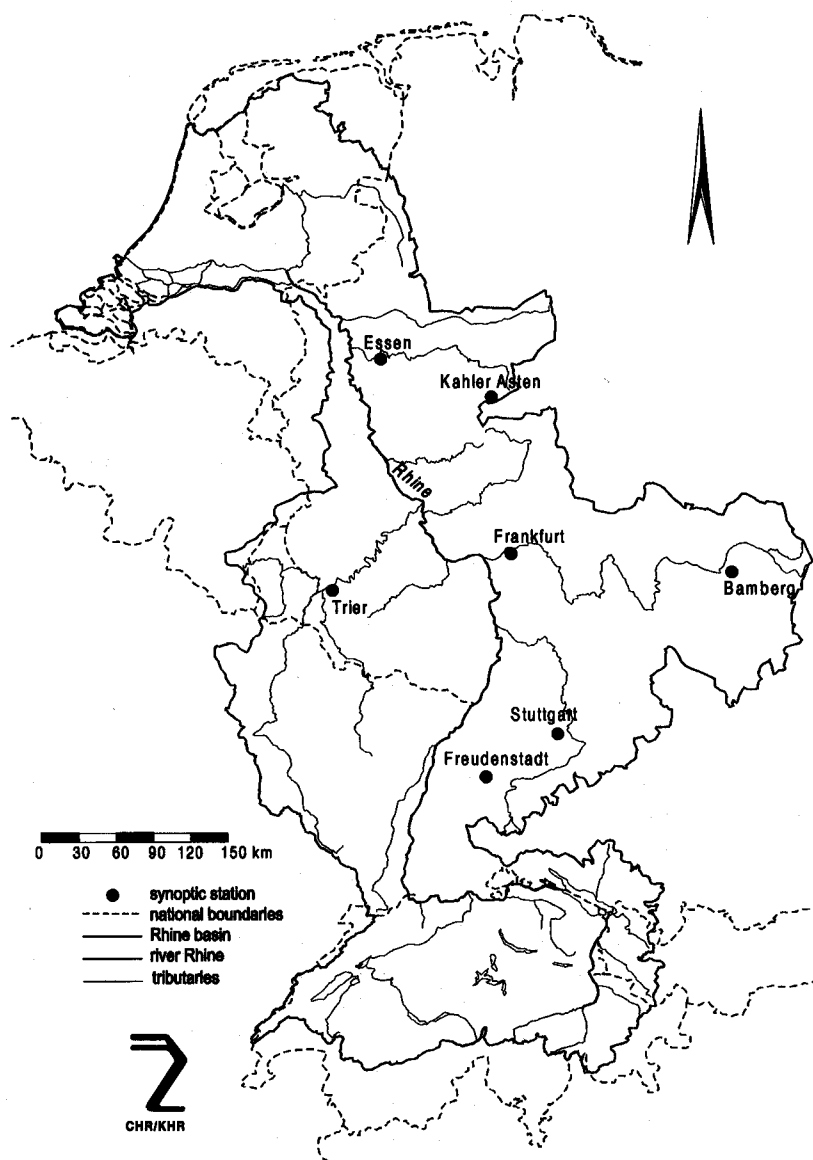 Essen
Kahler Asten
Rhine
Frankfurt
Bamberg
Trier
Stuttgart
Freudenstadt
0 30 60 90 120 150 km
synoptic station
national boundaries
Rhine basin
river Rhine
tributaries
CHR/KHR